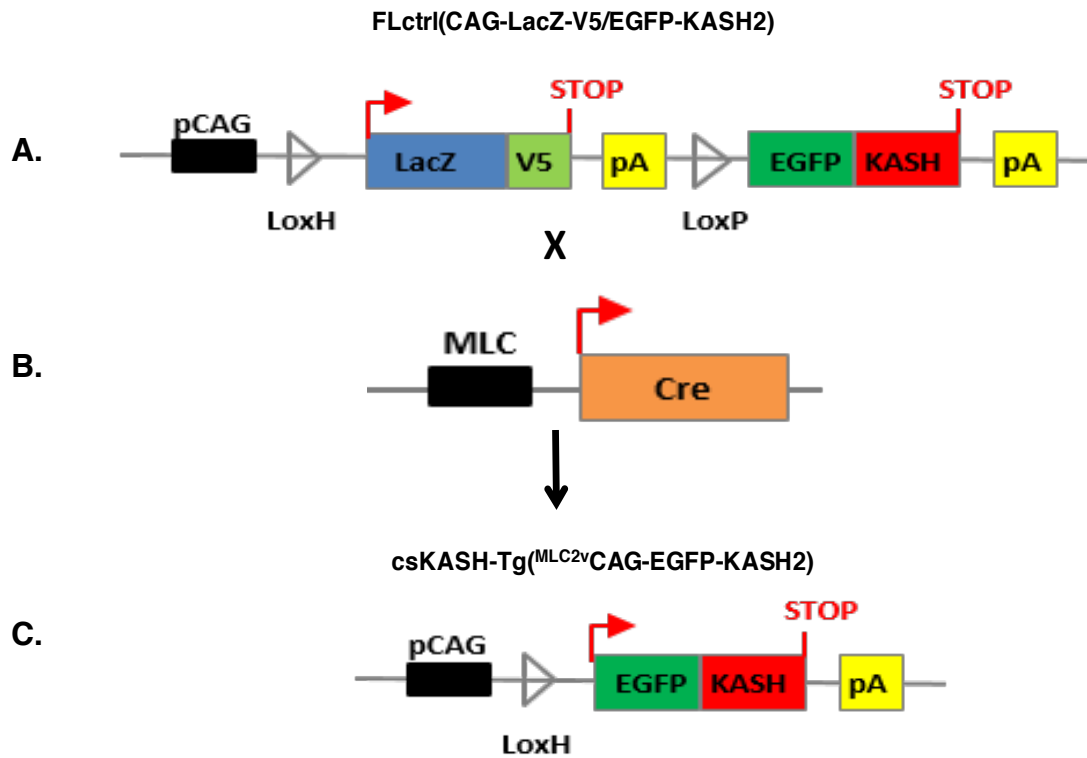 FLctrl(CAG-LacZ-V5/EGFP-KASH2)
A.
pCAG
LoxH
LacZ
V5
STOP
pA
LoxP
EGFP
KASH
STOP
pA
X
B.
MLC
Cre
csKASH-Tg(MLC2vCAG-EGFP-KASH2)
C.
pCAG
LoxH
EGFP
KASH
STOP
pA